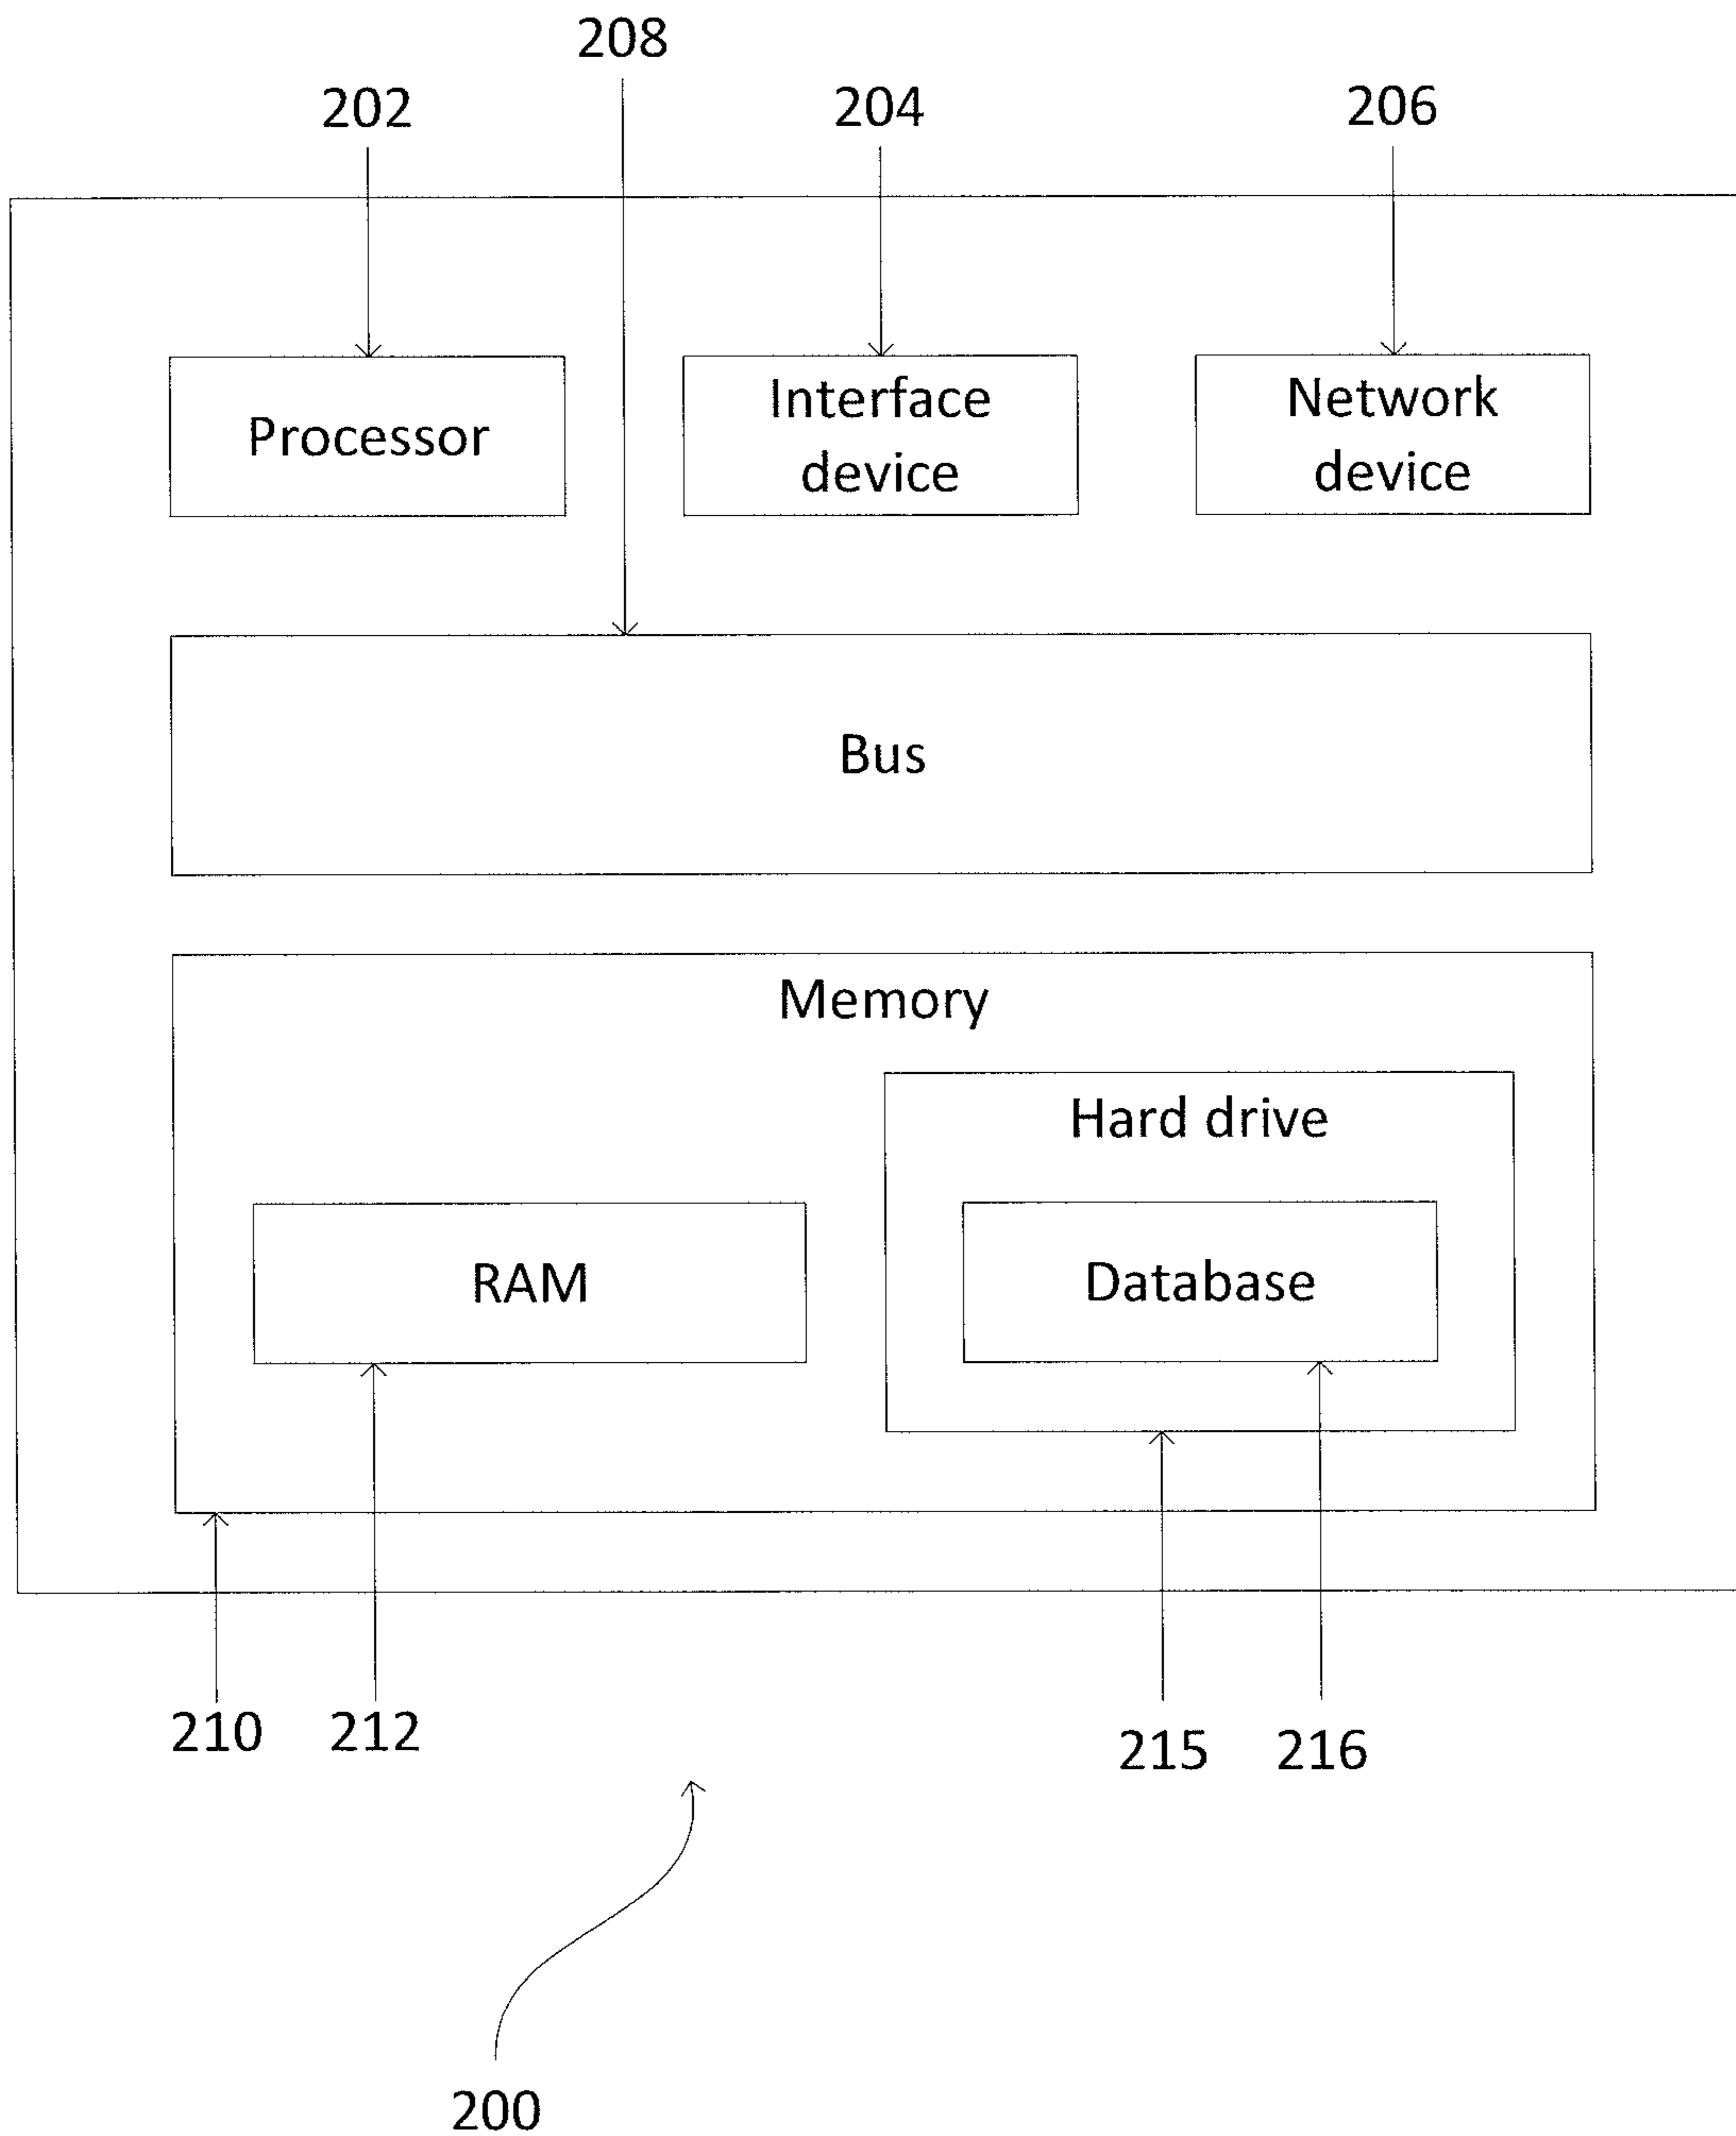 208
202
204
206
Processor
Interface
device
Network
device
Bus
Memory
Hard drive
RAM
Database
210
212
215
216
200